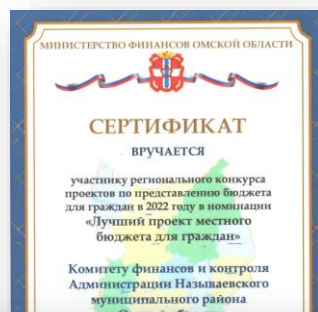 МИНИСТЕРСТВО ФИНАНСОВ ОМСКОЙ ОБЛАСТИ
СЕРТИФИКАТ
ВРУЧАЕТСЯ
участнику регионального конкурса
проектов по представлению бюджета
для граждан в 2022 году в номинации
«Лучший проект местного
бюджета для граждан»
Комитету финансов и контроля
Администрации Называевского
муниципального района